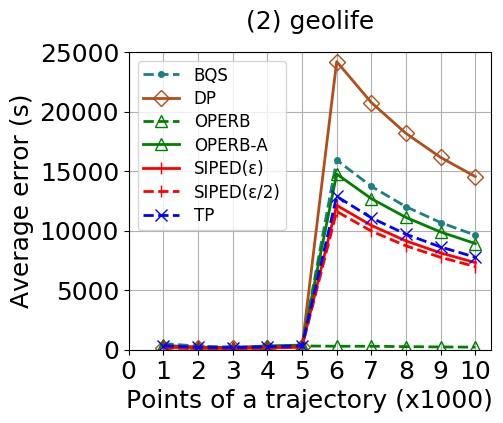 (2) geolife
25000
20000
15000
10000
5000
0
Average error (s)
BQS
DP
OPERB
OPERB-A
SIPED(ε)
SIPED(ε/2)
TP
0 1 2 3 4 5 6 7 8 9 10
Points of a trajectory (x1000)